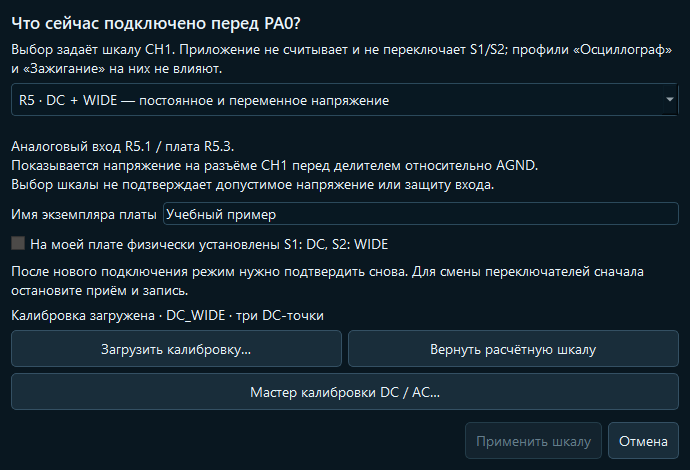 Что сейчас подключено перед PA0?
Выбор задаёт шкалу CH1. Приложение не считывает и не переключает S1/S2; профили «Осциллограф»
и «Зажигание» на них не влияют.
R5 · DC + WIDE — постоянное и переменное напряжение
Аналоговый вход R5.1 / плата R5.3.
Показывается напряжение на разъёме CH1 перед делителем относительно AGND.
Выбор шкалы не подтверждает допустимое напряжение или защиту входа.
Имя экземпляра платы Учебный пример
На моей плате физически установлены S1: DC, S2: WIDE
После нового подключения режим нужно подтвердить снова. Для смены переключателей сначала
остановите приём и запись.
Калибровка загружена · DC_WIDE · три DC-точки
Загрузить калибровку... Вернуть расчётную шкалу
Мастер калибровки DC / AC...
Применить шкалу Отмена